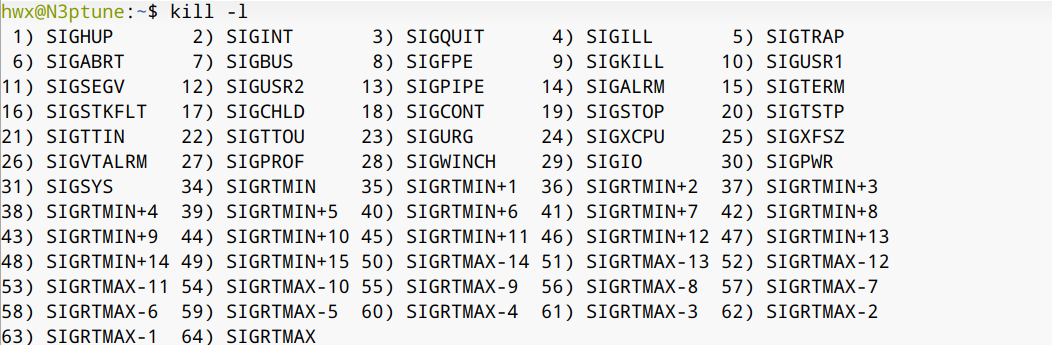 hwx@N3ptune:~$ kill -l
 1) SIGHUP       2) SIGINT       3) SIGQUIT      4) SIGILL       5) SIGTRAP
 6) SIGABRT      7) SIGBUS       8) SIGFPE       9) SIGKILL     10) SIGUSR1
11) SIGSEGV     12) SIGUSR2     13) SIGPIPE     14) SIGALRM     15) SIGTERM
16) SIGSTKFLT   17) SIGCHLD     18) SIGCONT     19) SIGSTOP     20) SIGTSTP
21) SIGTTIN     22) SIGTTOU     23) SIGURG      24) SIGXCPU     25) SIGXFSZ
26) SIGVTALRM   27) SIGPROF     28) SIGWINCH    29) SIGIO       30) SIGPWR
31) SIGSYS      34) SIGRTMIN    35) SIGRTMIN+1  36) SIGRTMIN+2  37) SIGRTMIN+3
38) SIGRTMIN+4  39) SIGRTMIN+5  40) SIGRTMIN+6  41) SIGRTMIN+7  42) SIGRTMIN+8
43) SIGRTMIN+9  44) SIGRTMIN+10 45) SIGRTMIN+11 46) SIGRTMIN+12 47) SIGRTMIN+13
48) SIGRTMIN+14 49) SIGRTMIN+15 50) SIGRTMAX-14 51) SIGRTMAX-13 52) SIGRTMAX-12
53) SIGRTMAX-11 54) SIGRTMAX-10 55) SIGRTMAX-9  56) SIGRTMAX-8  57) SIGRTMAX-7
58) SIGRTMAX-6  59) SIGRTMAX-5  60) SIGRTMAX-4  61) SIGRTMAX-3  62) SIGRTMAX-2
63) SIGRTMAX-1  64) SIGRTMAX